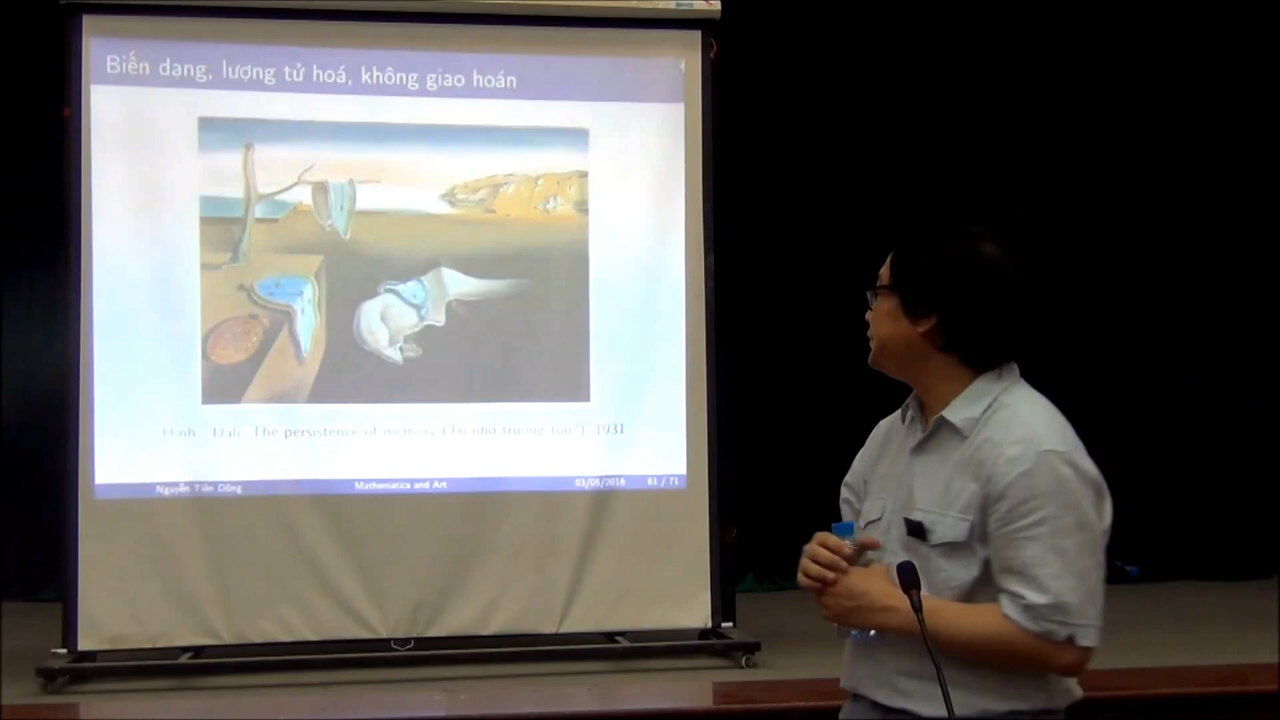 Biến dạng, lượng tử hoá, không giao hoán
Hình : Dali, The persistence of memory (Trí nhớ trường tồn?), 1931
Nguyễn Tiến Dũng Mathematics and Art 03/05/2016 61 / 71